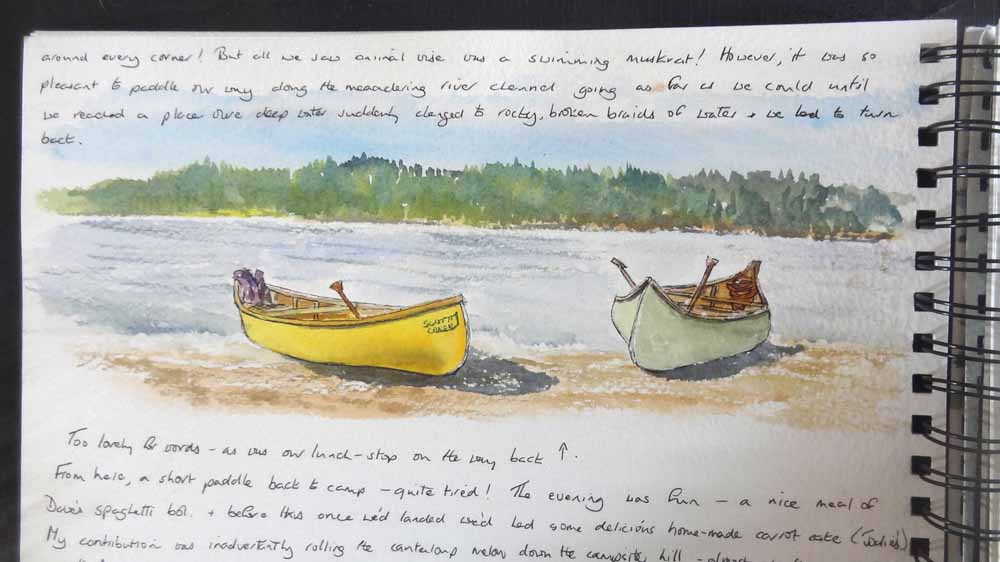 around every corner! But all we saw animal wise was a swimming muskrat! However, it was so
pleasant to paddle our way along the meandering river channel going as far as we could until
we reached a place where deep water suddenly changed to rocky, broken braids of water + we had to turn
back.
SCOTT
CANOE
Too lovely for words - as was our lunch-stop on the way back ↑.
From here, a short paddle back to camp - quite tired! The evening was fun - a nice meal of
Dave's spaghetti bol. + before this once we'd landed we'd had some delicious home-made carrot cake (Jodie's)
My contribution was inadvertently rolling the cantaloup melon down the campsite hill - almost